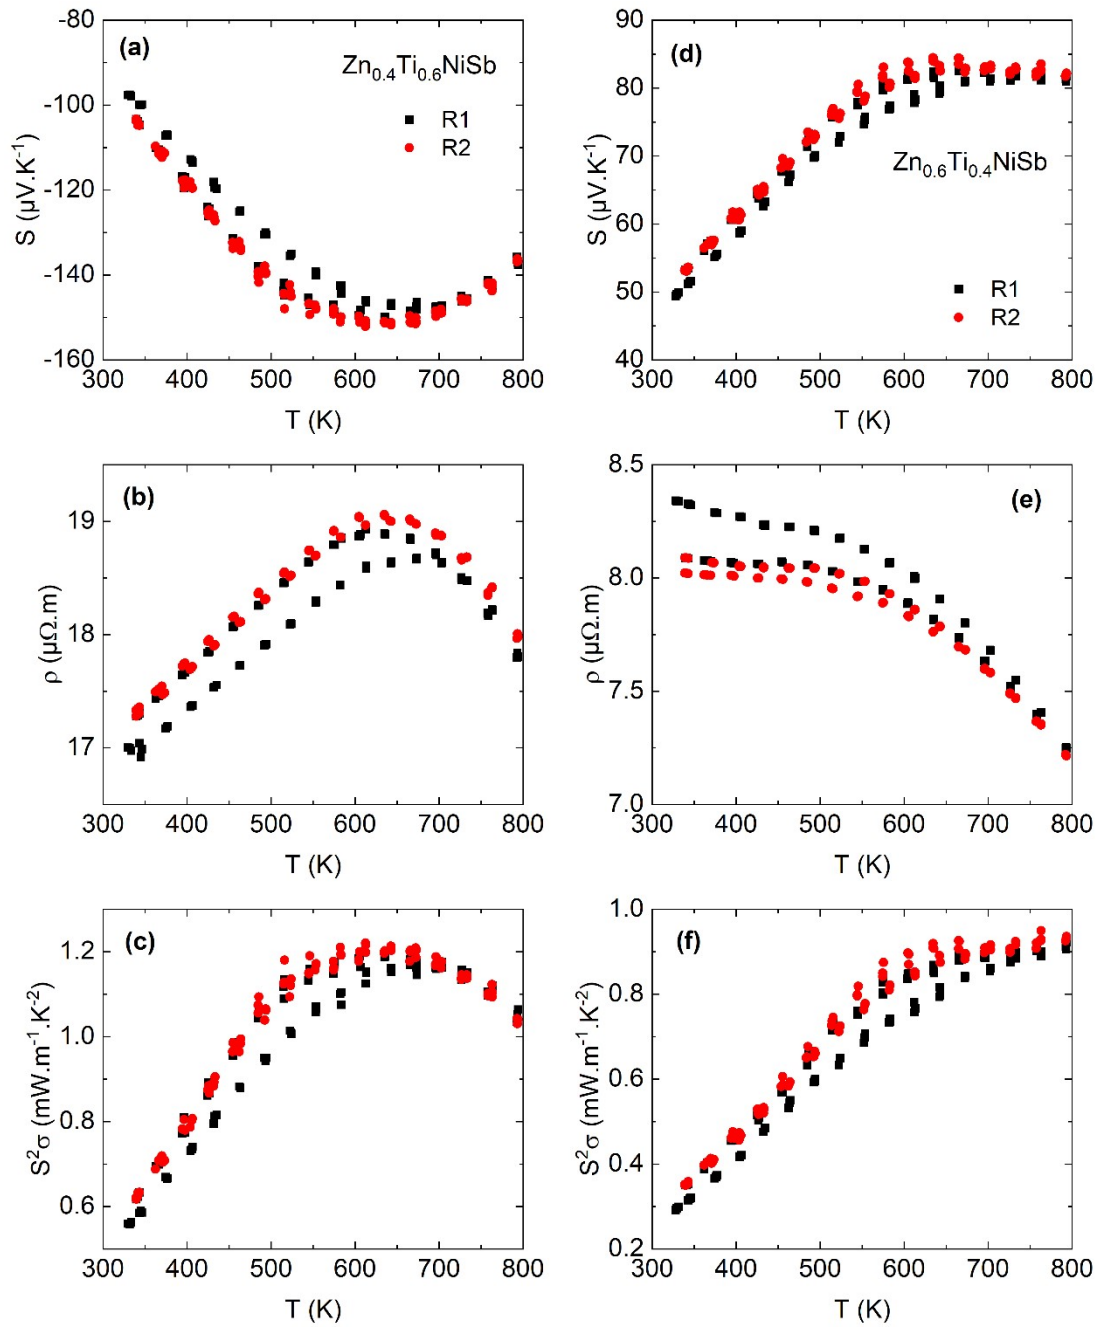 (a)
Zn0.4Ti0.6NiSb
R1
R2
S (µV.K-1)
-80
-100
-120
-140
-160
300 400 500 600 700 800
T (K)
(d)
Zn0.6Ti0.4NiSb
R1
R2
S (µV.K-1)
90
80
70
60
50
40
300 400 500 600 700 800
T (K)
(b)
ρ (µΩ.m)
19
18
17
300 400 500 600 700 800
T (K)
(e)
ρ (µΩ.m)
8.5
8.0
7.5
7.0
300 400 500 600 700 800
T (K)
(c)
S2σ (mW.m-1.K-2)
1.2
1.0
0.8
0.6
300 400 500 600 700 800
T (K)
(f)
S2σ (mW.m-1.K-2)
1.0
0.8
0.6
0.4
0.2
300 400 500 600 700 800
T (K)